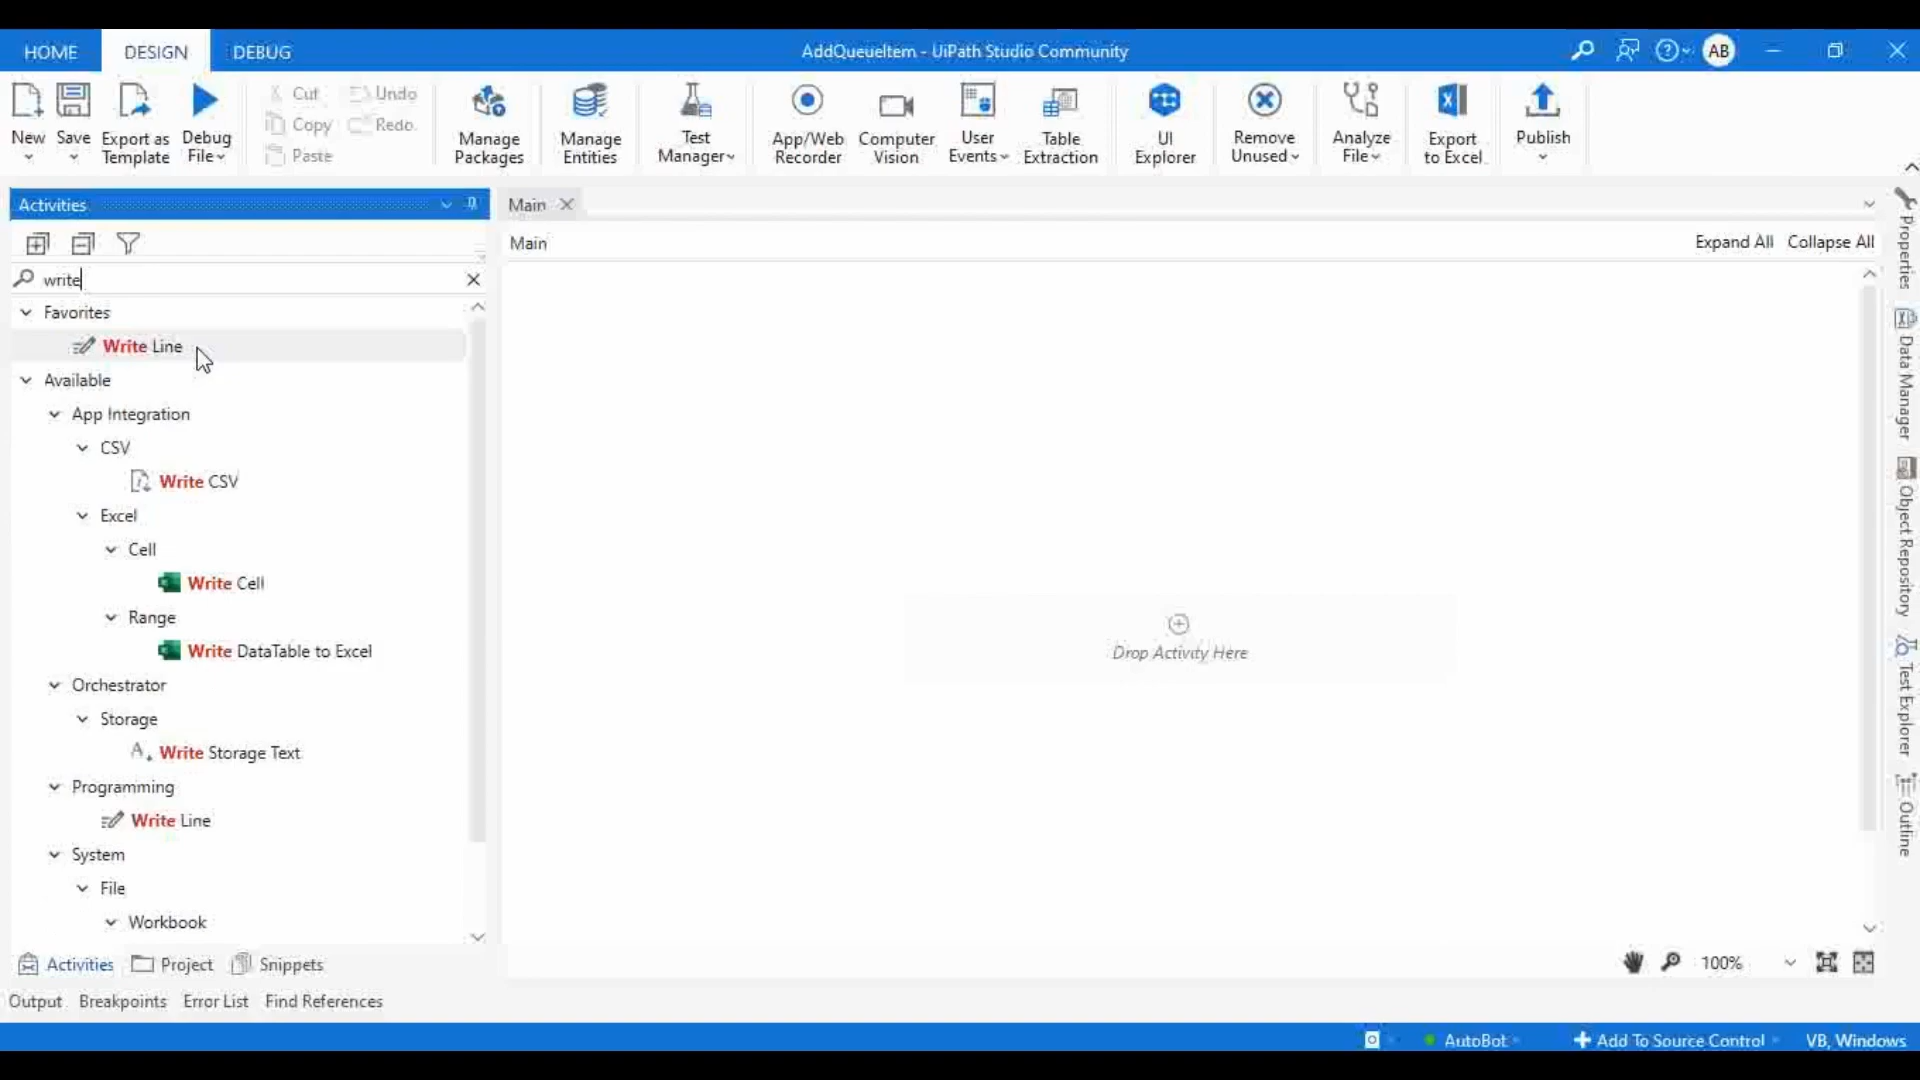 HOME DESIGN DEBUG AddQueueItem - UiPath Studio Community AB
New Save Export as Template Debug File Cut Copy Paste Undo Redo Manage Packages Manage Entities Test Manager App/Web Recorder Computer Vision User Events Table Extraction UI Explorer Remove Unused Analyze File Export to Excel Publish
Activities
write
Favorites
Write Line
Available
App Integration
CSV
Write CSV
Excel
Cell
Write Cell
Range
Write DataTable to Excel
Orchestrator
Storage
Write Storage Text
Programming
Write Line
System
File
Workbook
Activities Project Snippets
Main
Main Expand All Collapse All
Drop Activity Here
100%
Properties
Data Manager
Object Repository
Test Explorer
Outline
Output Breakpoints Error List Find References
AutoBot Add To Source Control VB, Windows